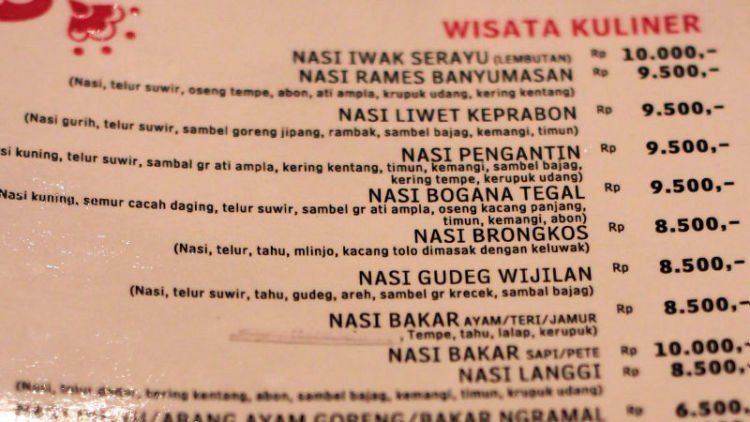 WISATA KULINER
NASI IWAK SERAYU (LEMBUTAN) Rp 10.000,-
NASI RAMES BANYUMASAN Rp 9.500,-
(Nasi, telur suwir, oseng tempe, abon, ati ampla, krupuk udang, kering kentang)
NASI LIWET KEPRABON Rp 9.500,-
(Nasi gurih, telur suwir, sambel goreng jipang, rambak, sambel bajag, kemangi, timun)
NASI PENGANTIN Rp 9.500,-
si kuning, telur suwir, sambal gr ati ampla, kering kentang, timun, kemangi, sambel bajag,
kering tempe, kerupuk udang)
NASI BOGANA TEGAL Rp 9.500,-
Nasi kuning, semur cacah daging, telur suwir, sambel gr ati ampla, oseng kacang panjang,
timun, kemangi, abon)
NASI BRONGKOS Rp 8.500,-
(Nasi, telur, tahu, mlinjo, kacang tolo dimasak dengan keluwak)
NASI GUDEG WIJILAN Rp 8.500,-
(Nasi, telur suwir, tahu, gudeg, areh, sambel gr krecek, sambal bajag)
NASI BAKAR AYAM/TERI/JAMUR Rp 8.500,-
, Tempe, tahu, lalap, kerupuk)
NASI BAKAR SAPI/PETE Rp 10.000,-
NASI LANGGI Rp 8.500,-
(Nasi, telur dadar, kering kentang, abon, sambel bajag, kemangi, timun, krupuk udang)
ABANG AYAM GORENG/BAKAR NGRAMAL Rp 6.500,